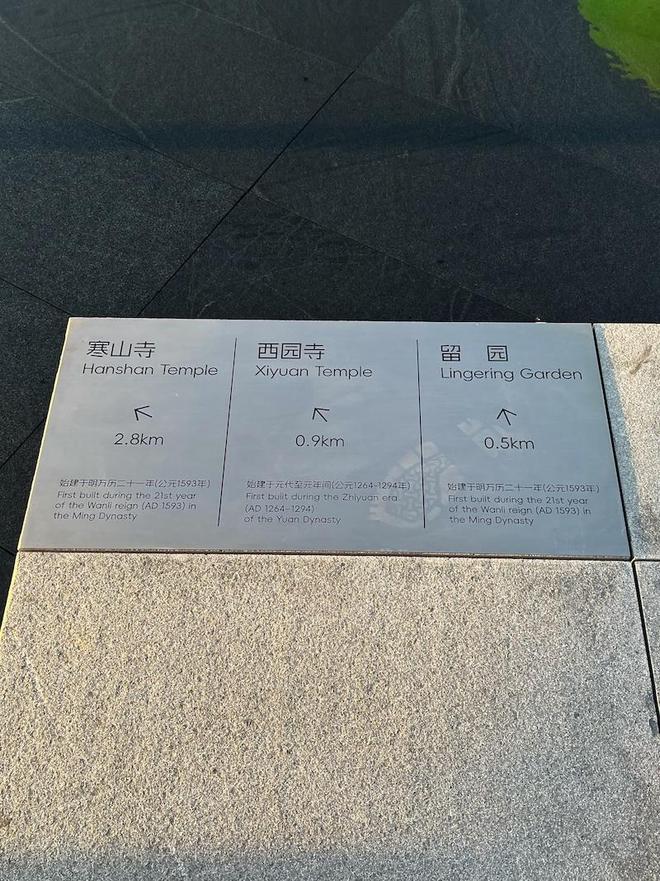 寒山寺
Hanshan Temple
2.8km
始建于明万历二十一年(公元1593年)
First built during the 21st year
of the Wanli reign (AD 1593) in
the Ming Dynasty
西园寺
Xiyuan Temple
0.9km
始建于元代至元年间(公元1264-1294年)
First built during the Zhiyuan era
(AD 1264-1294)
of the Yuan Dynasty
留 园
Lingering Garden
0.5km
始建于明万历二十一年(公元1593年)
First built during the 21st year
of the Wanli reign (AD 1593) in
the Ming Dynasty